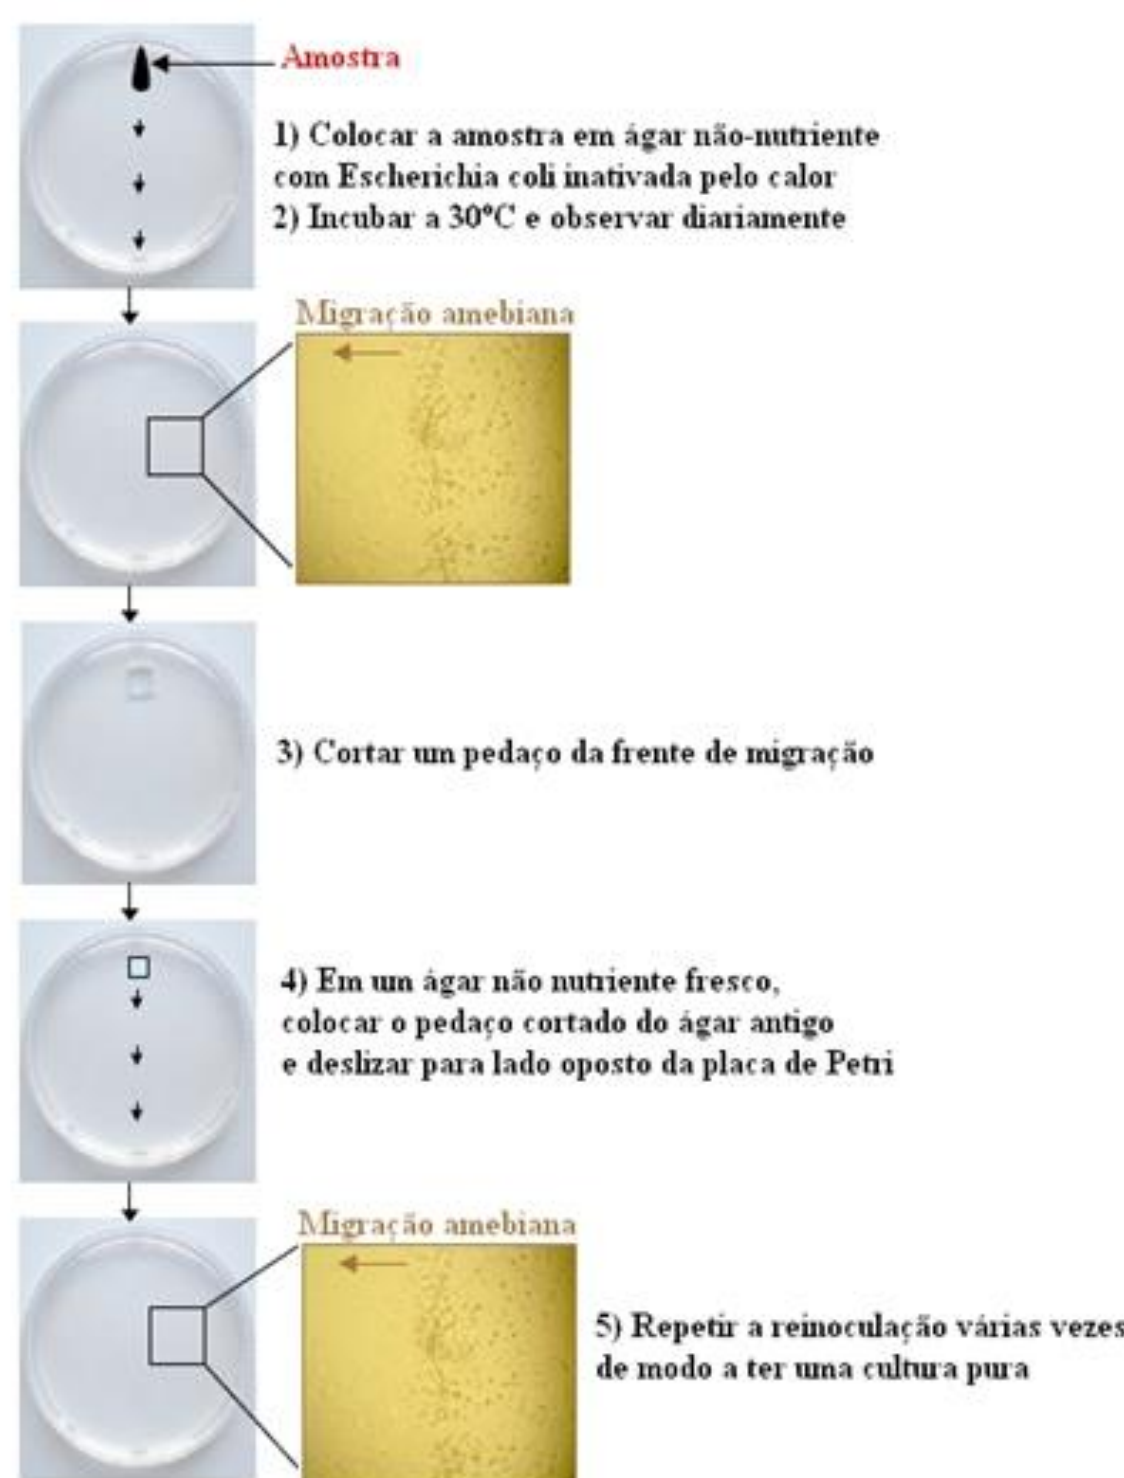 Amostra
1) Colocar a amostra em ágar não-nutriente
com Escherichia coli inativada pelo calor
2) Incubar a 30ºC e observar diariamente
Migração amebiana
3) Cortar um pedaço da frente de migração
4) Em um ágar não nutriente fresco,
colocar o pedaço cortado do ágar antigo
e deslizar para lado oposto da placa de Petri
Migração amebiana
5) Repetir a reinoculação várias vezes
de modo a ter uma cultura pura